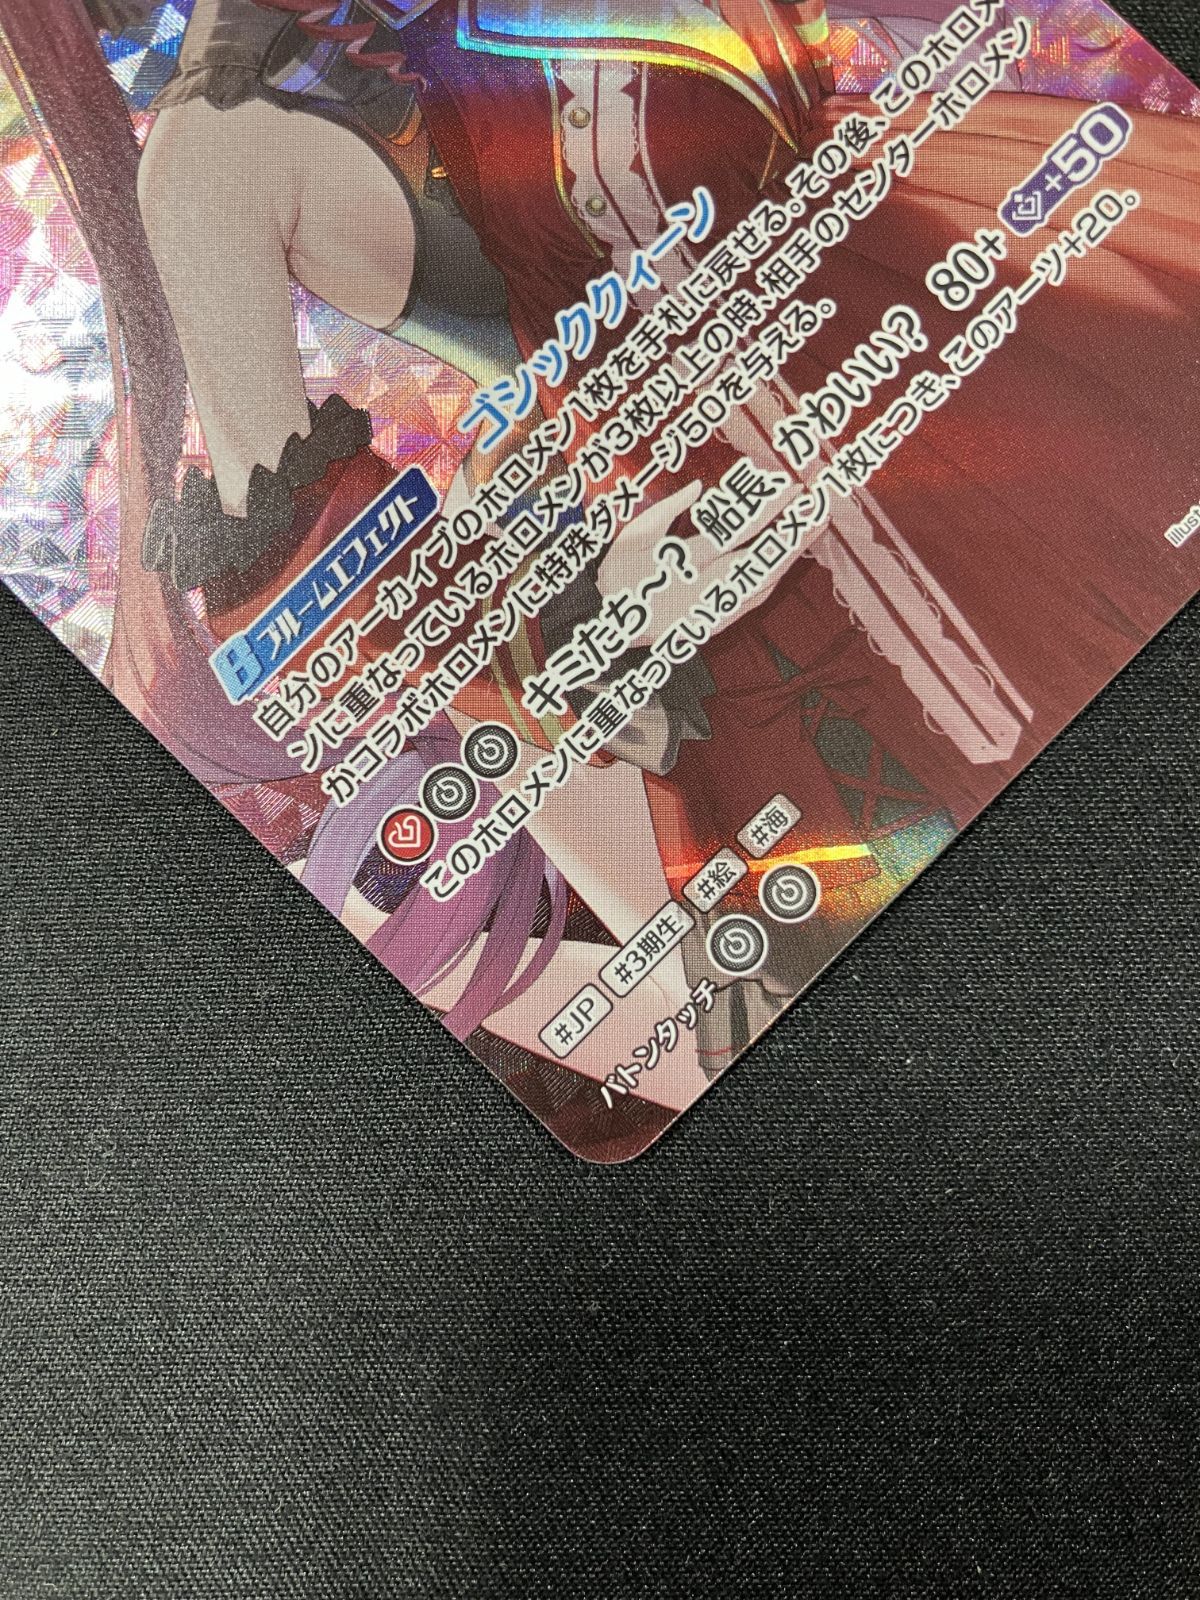 ブルームエフェクト ゴシッククィーン
自分のアーカイブのホロメン1枚を手札に戻せる。その後、このホロメ
ンに重なっているホロメンが3枚以上の時、相手のセンターホロメン
かコラボホロメンに特殊ダメージ50を与える。
キミたち～? 船長、かわいい? 80+ +50
このホロメンに重なっているホロメン1枚につき、このアーツ+20。
#JP #3期生 #絵 #海
バトンタッチ
Illust